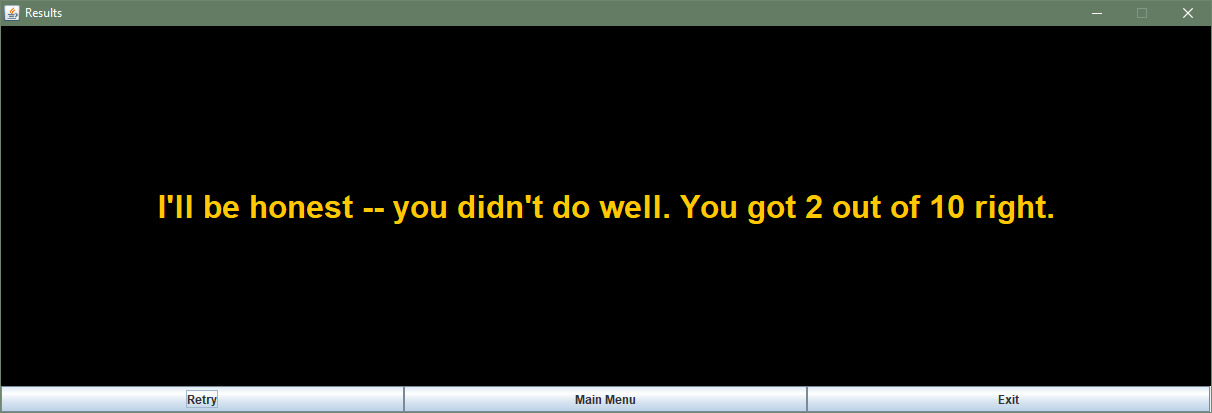 Results
I'll be honest -- you didn't do well. You got 2 out of 10 right.
Retry
Main Menu
Exit